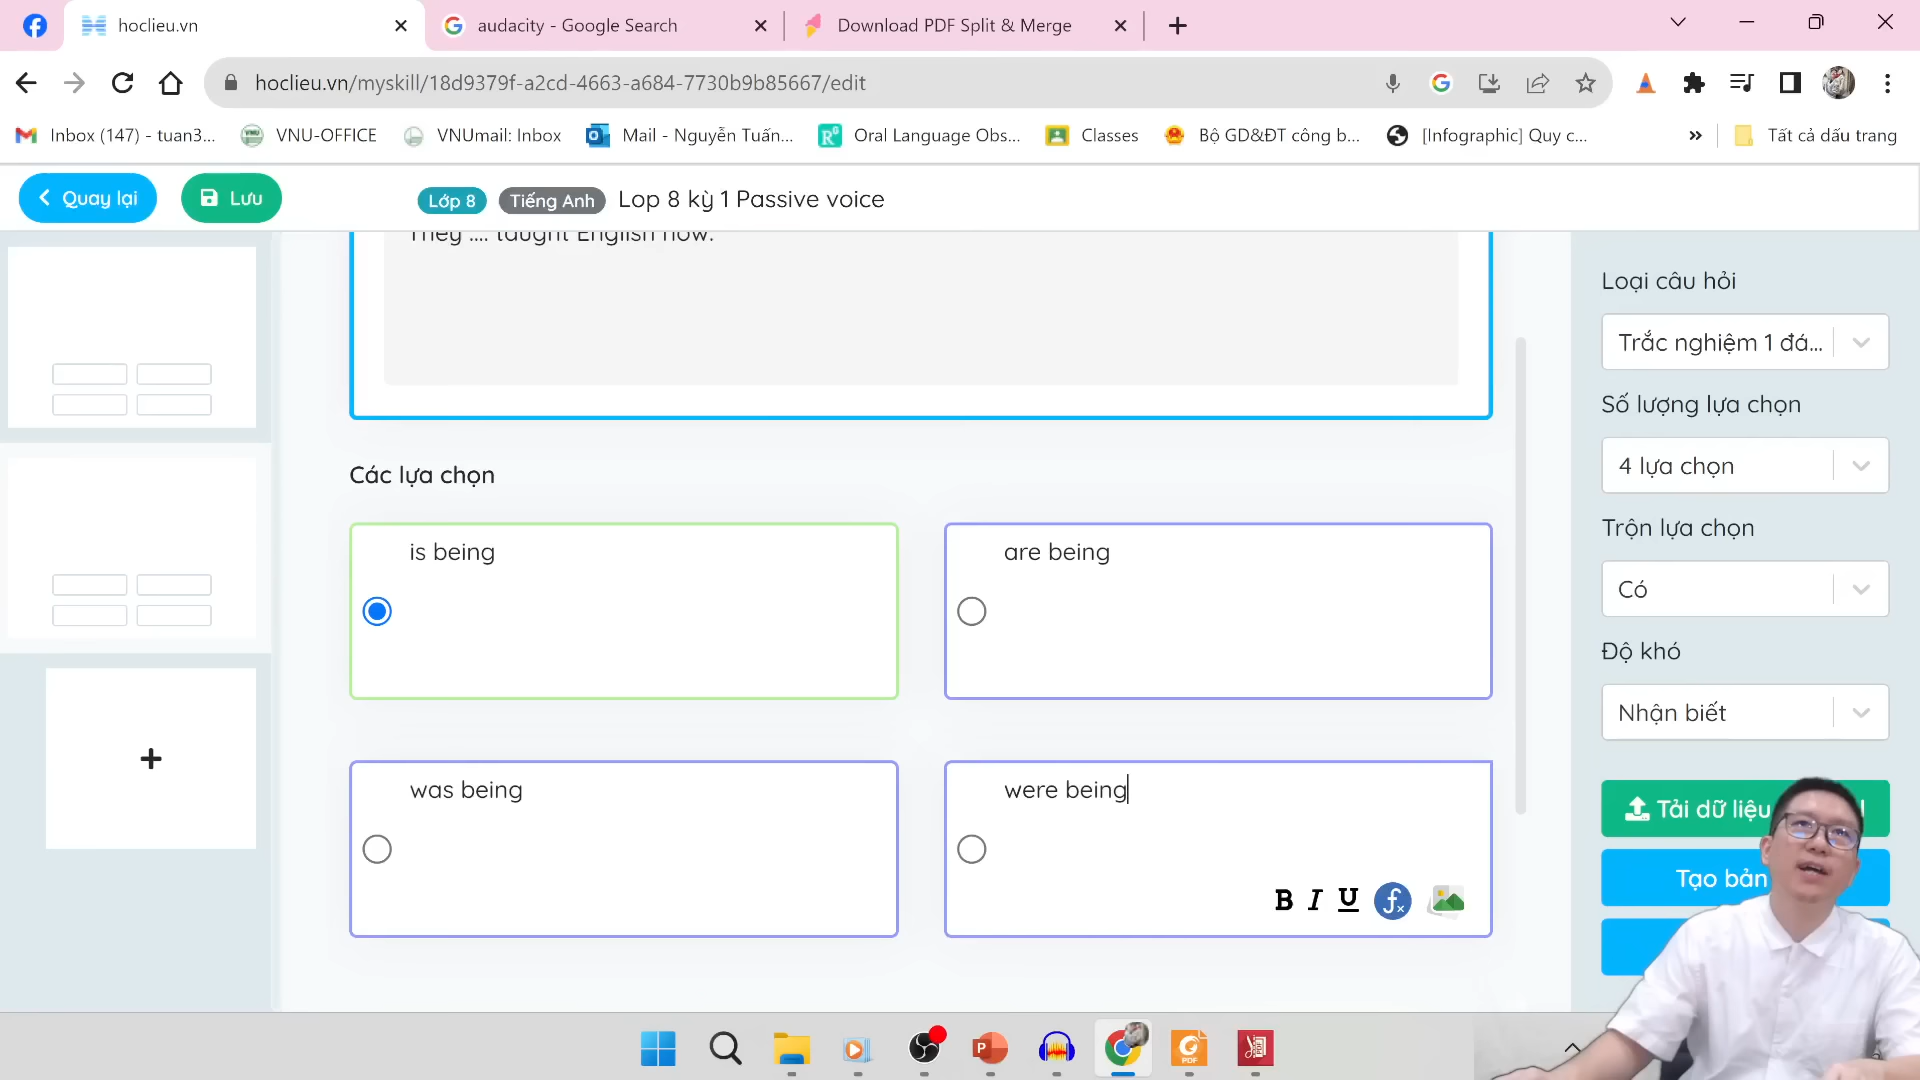 hoclieu.vn
audacity - Google Search
Download PDF Split & Merge
hoclieu.vn/myskill/18d9379f-a2cd-4663-a684-7730b9b85667/edit
Inbox (147) - tuan3...
VNU-OFFICE
VNUmail: Inbox
Mail - Nguyễn Tuấn...
Oral Language Obs...
Classes
Bộ GD&ĐT công b...
[Infographic] Quy c...
»
Tất cả dấu trang
Quay lại
Lưu
Lớp 8
Tiếng Anh
Lop 8 kỳ 1 Passive voice
They .... taught English now.
Các lựa chọn
is being
are being
was being
were being
B I U
Loại câu hỏi
Trắc nghiệm 1 đá...
Số lượng lựa chọn
4 lựa chọn
Trộn lựa chọn
Có
Độ khó
Nhận biết
Tải dữ liệu
Tạo bản